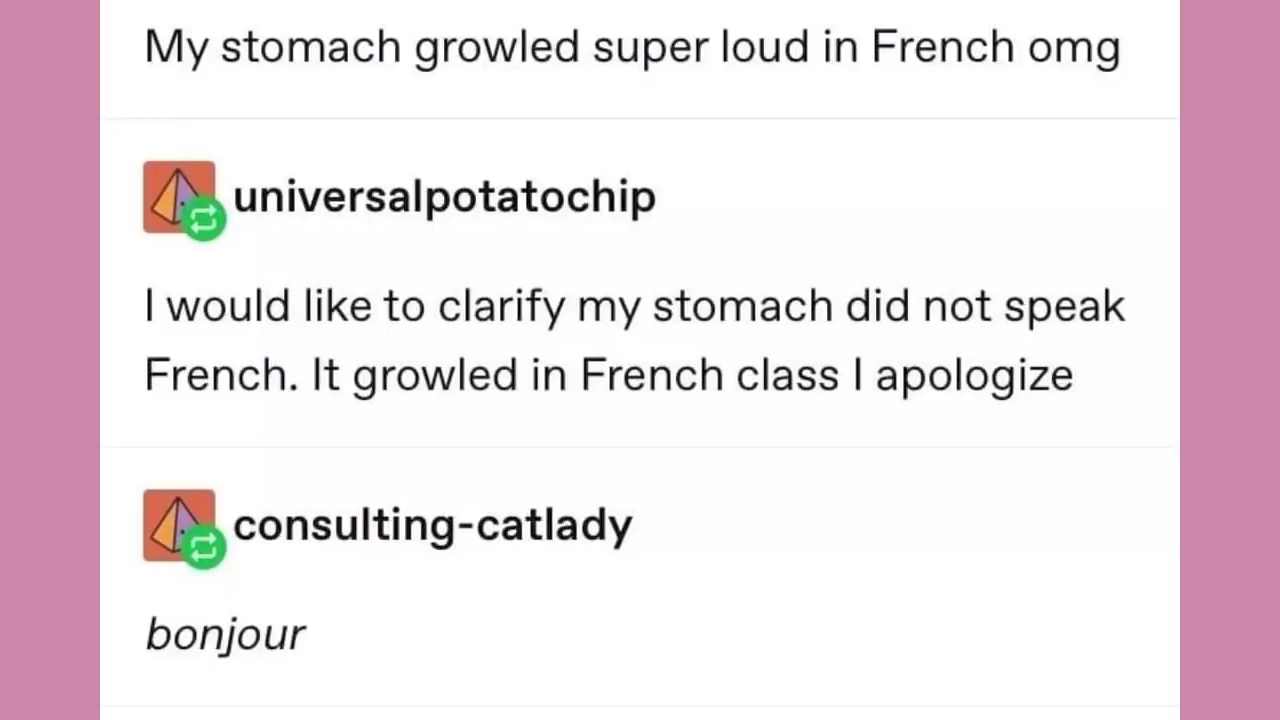 My stomach growled super loud in French omg
universalpotatochip
I would like to clarify my stomach did not speak
French. It growled in French class I apologize
consulting-catlady
bonjour